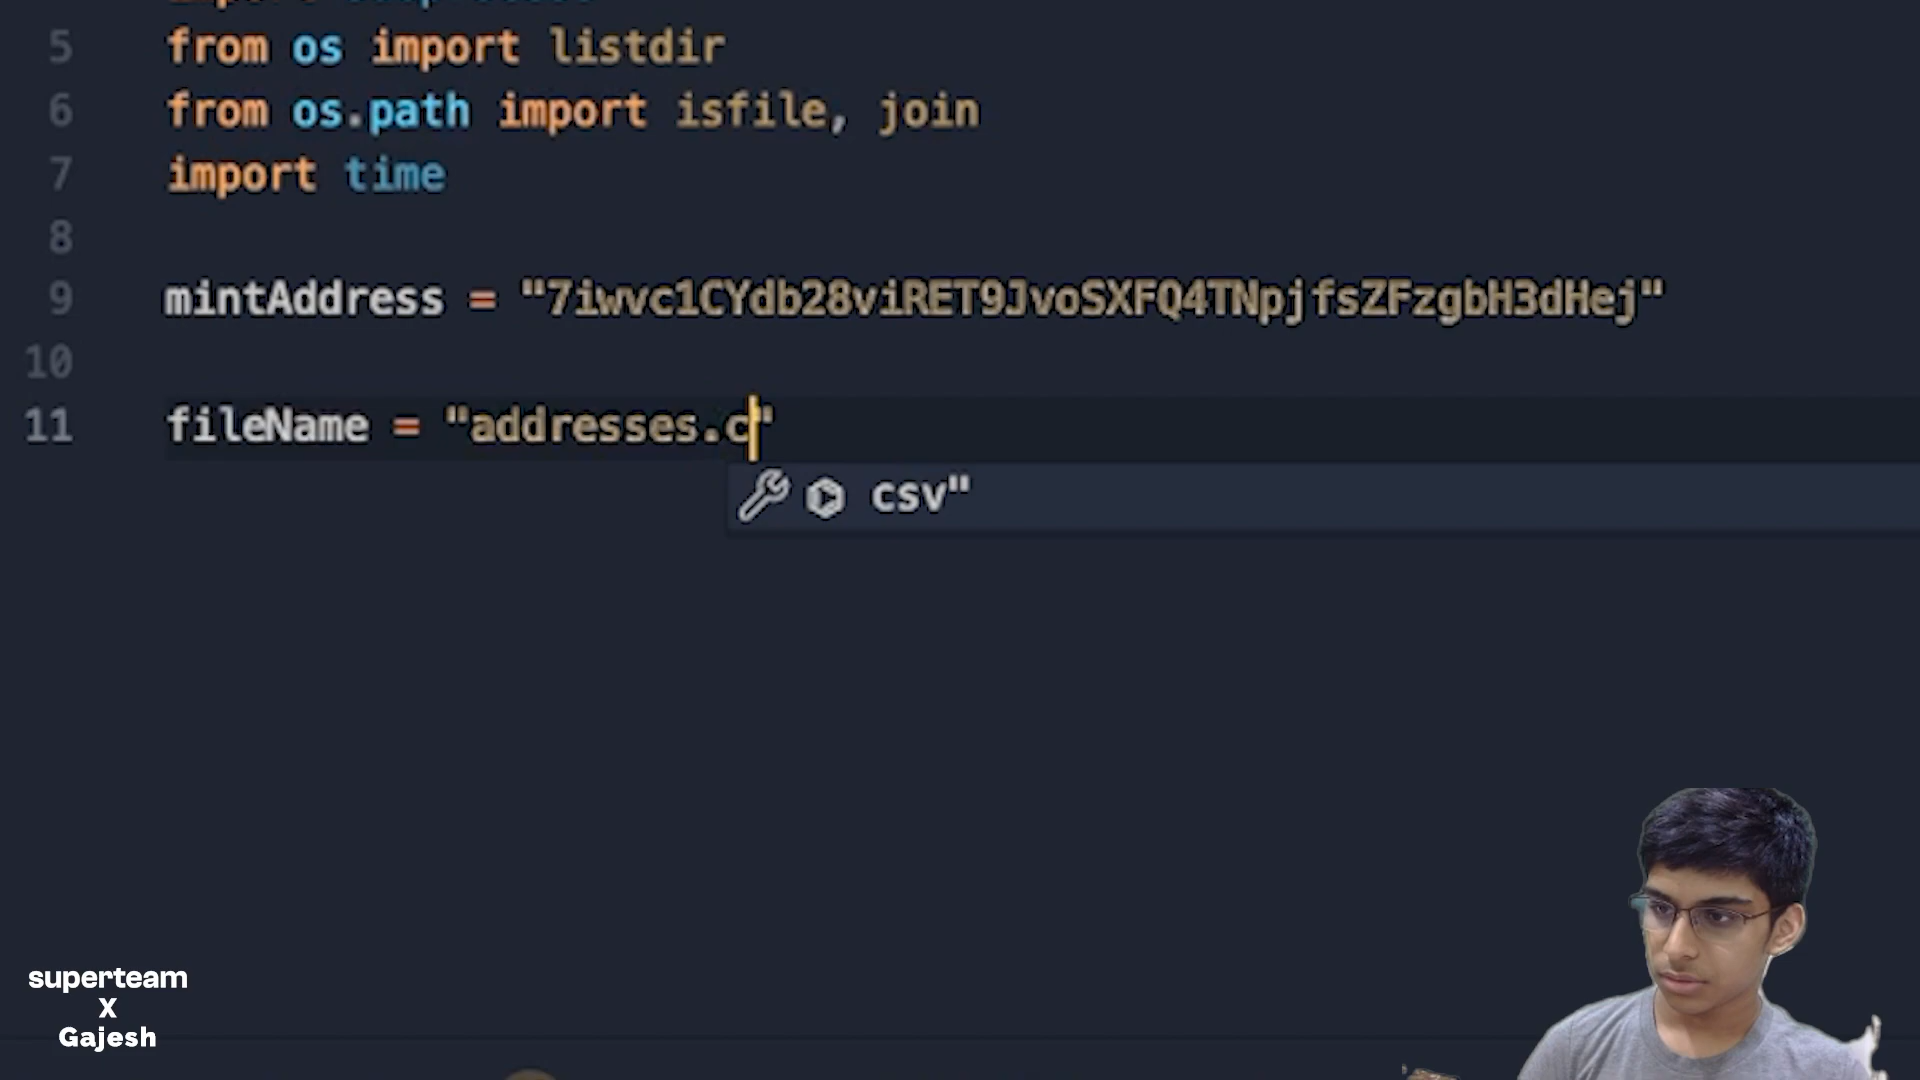 import
5 from os import listdir
6 from os.path import isfile, join
7 import time
8
9 mintAddress = "7iwvc1CYdb28viRET9JvoSXFQ4TNpjfsZFzgbH3dHej"
10
11 fileName = "addresses.c"
csv"
superteam
X
Gajesh